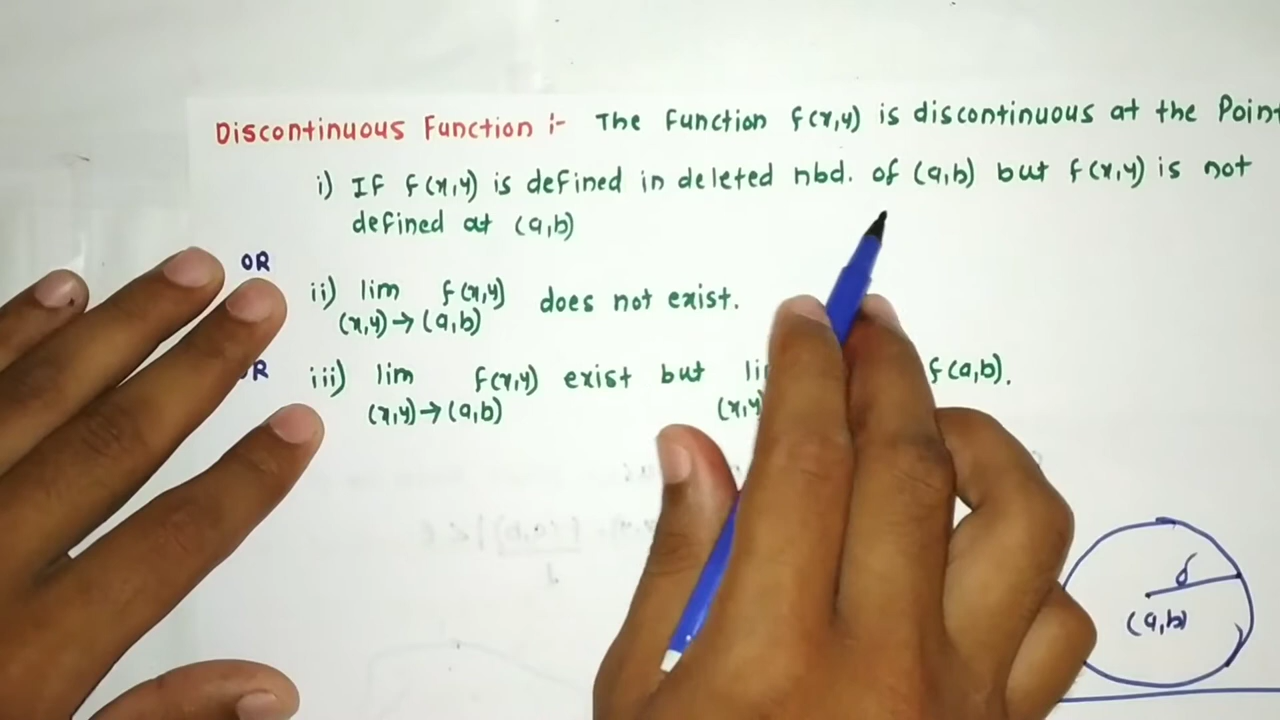 Discontinuous Function :- The Function f(x,y) is discontinuous at the Point
i) If f(x,y) is defined in deleted nbd. of (a,b) but f(x,y) is not
defined at (a,b)
OR
ii) lim f(x,y) does not exist.
(x,y)→(a,b)
iii) lim f(x,y) exist but f(a,b).
(x,y)→(a,b)
δ
(a,b)